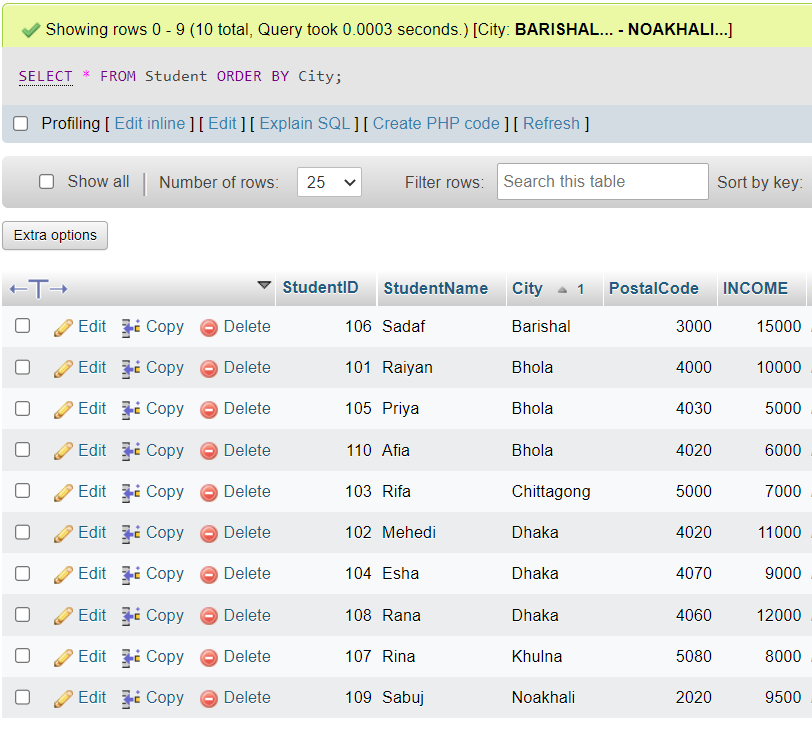 Showing rows 0 - 9 (10 total, Query took 0.0003 seconds.) [City: BARISHAL... - NOAKHALI...]
SELECT * FROM Student ORDER BY City;
Profiling [ Edit inline ] [ Edit ] [ Explain SQL ] [ Create PHP code ] [ Refresh ]
Show all Number of rows: 25 Filter rows: Search this table Sort by key:
Extra options
StudentID StudentName City 1 PostalCode INCOME
Edit Copy Delete 106 Sadaf Barishal 3000 15000
Edit Copy Delete 101 Raiyan Bhola 4000 10000
Edit Copy Delete 105 Priya Bhola 4030 5000
Edit Copy Delete 110 Afia Bhola 4020 6000
Edit Copy Delete 103 Rifa Chittagong 5000 7000
Edit Copy Delete 102 Mehedi Dhaka 4020 11000
Edit Copy Delete 104 Esha Dhaka 4070 9000
Edit Copy Delete 108 Rana Dhaka 4060 12000
Edit Copy Delete 107 Rina Khulna 5080 8000
Edit Copy Delete 109 Sabuj Noakhali 2020 9500